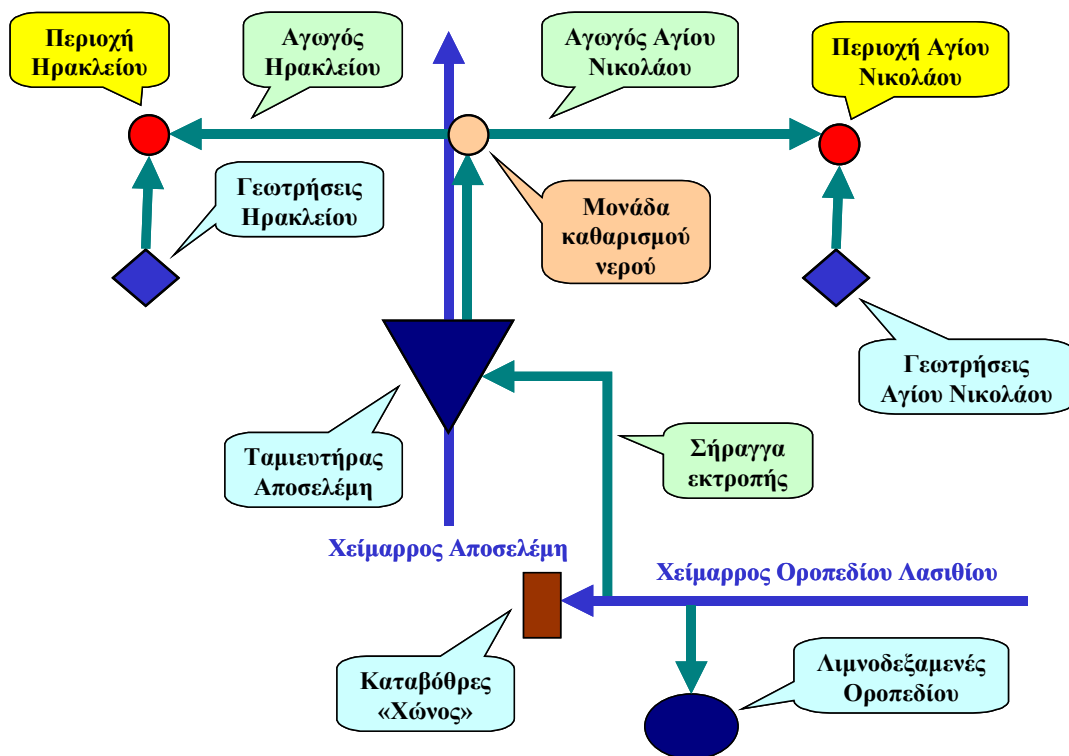 Περιοχή
Ηρακλείου
Αγωγός
Ηρακλείου
Αγωγός Αγίου
Νικολάου
Περιοχή Αγίου
Νικολάου
Γεωτρήσεις
Ηρακλείου
Μονάδα
καθαρισμού
νερού
Γεωτρήσεις
Αγίου Νικολάου
Ταμιευτήρας
Αποσελέμη
Σήραγγα
εκτροπής
Χείμαρρος Αποσελέμη
Χείμαρρος Οροπεδίου Λασιθίου
Καταβόθρες
«Χώνος»
Λιμνοδεξαμενές
Οροπεδίου